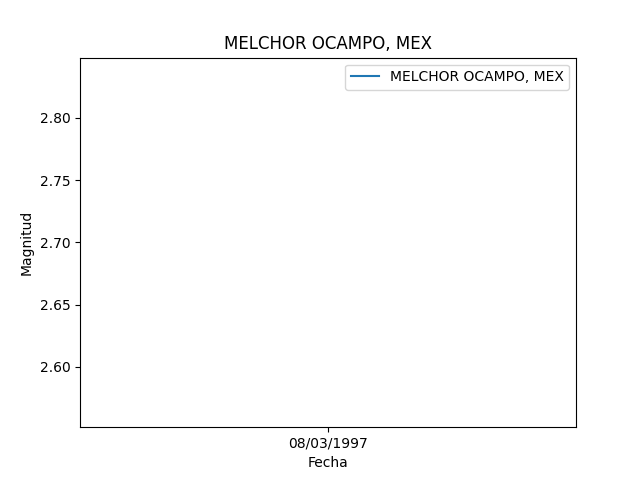 MELCHOR OCAMPO, MEX
MELCHOR OCAMPO, MEX
2.80
2.75
2.70
2.65
2.60
Magnitud
08/03/1997
Fecha